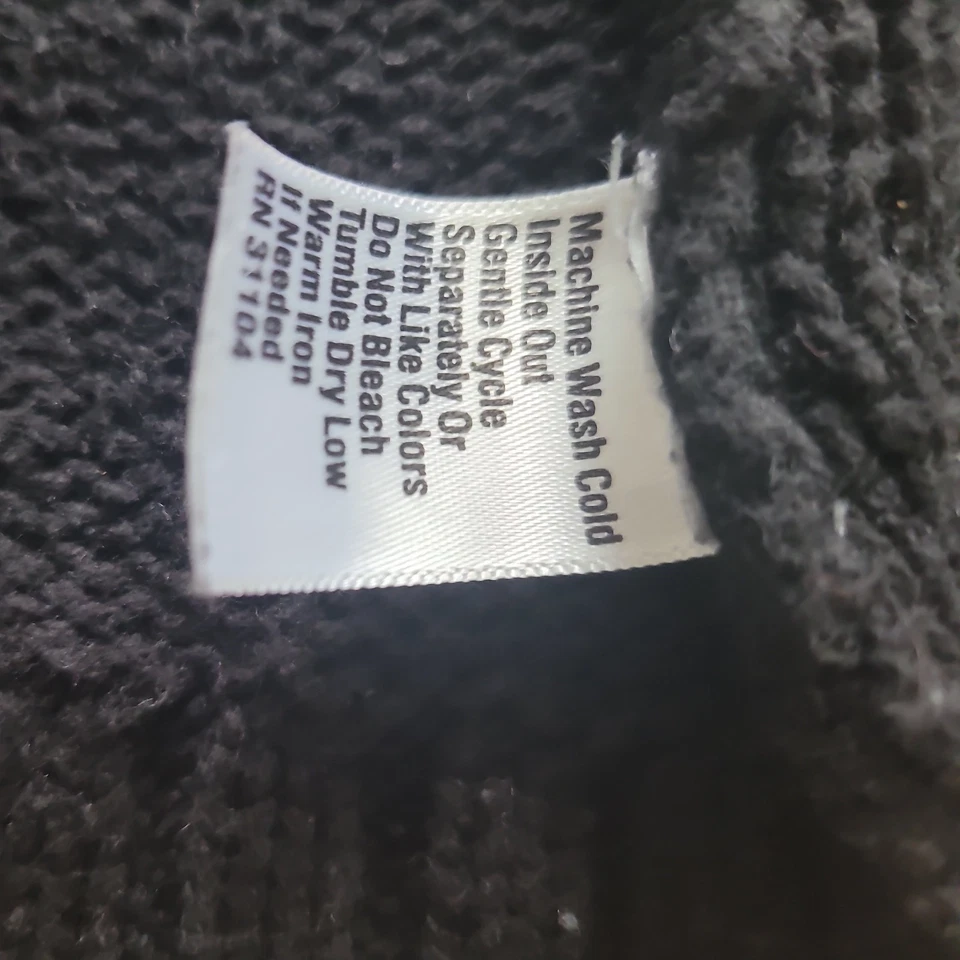 Machine Wash Cold
Inside Out
Gentle Cycle
Separately Or
With Like Colors
Do Not Bleach
Tumble Dry Low
Warm Iron
If Needed
RN 31104